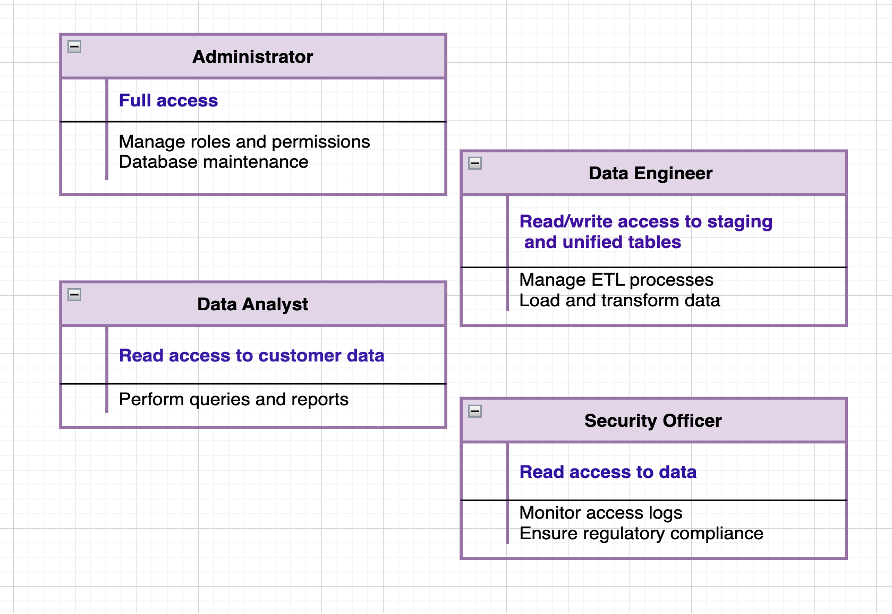 Administrator
Full access
Manage roles and permissions
Database maintenance
Data Engineer
Read/write access to staging
and unified tables
Manage ETL processes
Load and transform data
Data Analyst
Read access to customer data
Perform queries and reports
Security Officer
Read access to data
Monitor access logs
Ensure regulatory compliance